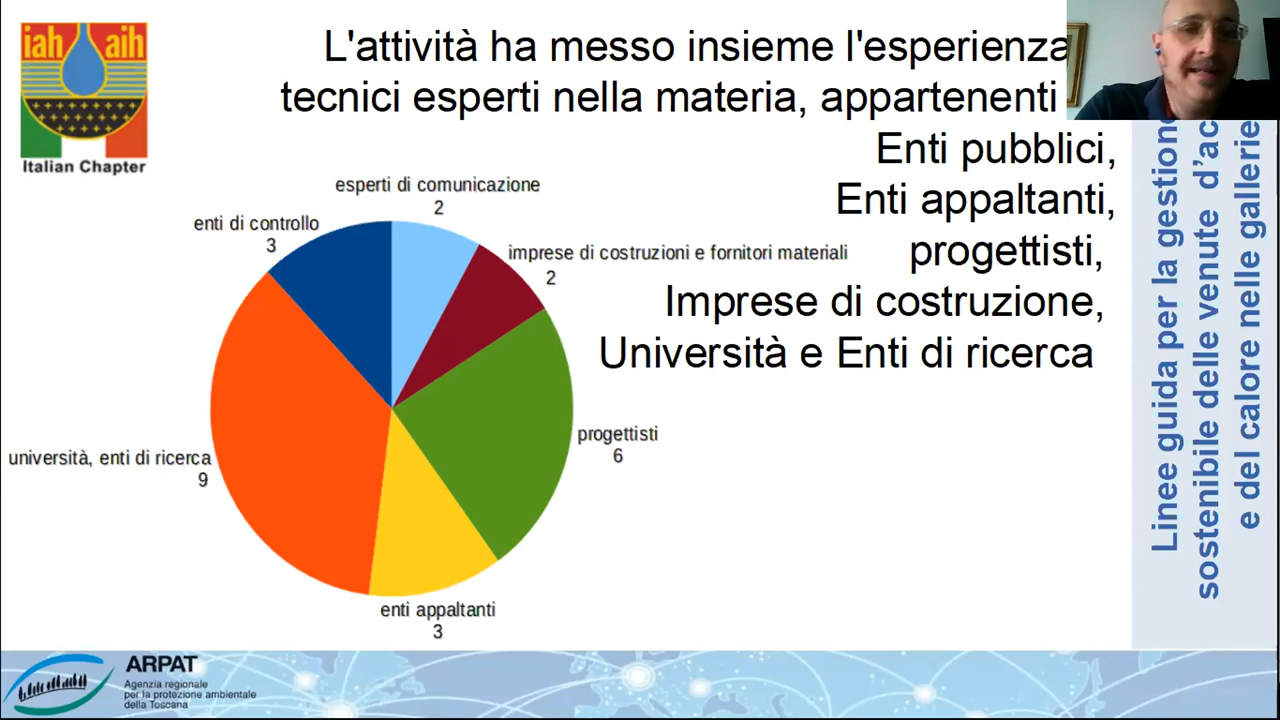 iah aih
Italian Chapter
L'attività ha messo insieme l'esperienza
tecnici esperti nella materia, appartenenti
Enti pubblici,
Enti appaltanti,
progettisti,
Imprese di costruzione,
Università e Enti di ricerca
esperti di comunicazione
2
enti di controllo
3
imprese di costruzioni e fornitori materiali
2
progettisti
6
università, enti di ricerca
9
enti appaltanti
3
Linee guida per la gestione
sostenibile delle venute d'ac
e del calore nelle gallerie
ARPAT
Agenzia regionale
per la protezione ambientale
della Toscana